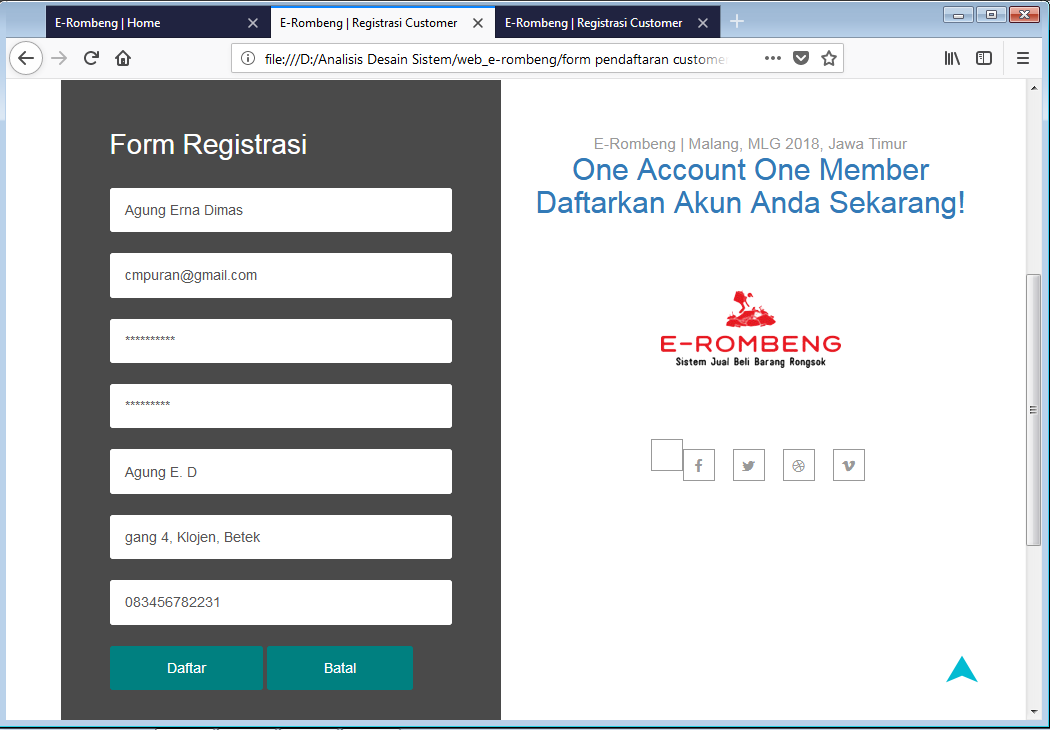 E-Rombeng | Home
E-Rombeng | Registrasi Customer
E-Rombeng | Registrasi Customer
file:///D:/Analisis Desain Sistem/web_e-rombeng/form pendaftaran custome
Form Registrasi
Agung Erna Dimas
cmpuran@gmail.com
**********
*********
Agung E. D
gang 4, Klojen, Betek
083456782231
Daftar
Batal
E-Rombeng | Malang, MLG 2018, Jawa Timur
One Account One Member
Daftarkan Akun Anda Sekarang!
E-ROMBENG
Sistem Jual Beli Barang Rongsok